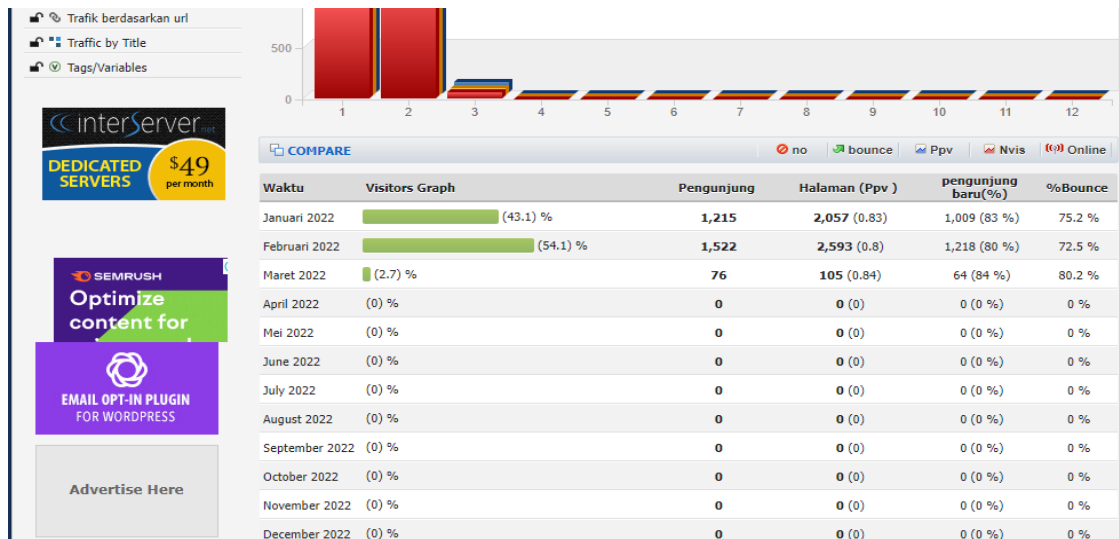 Trafik berdasarkan url
Traffic by Title
Tags/Variables
500
0
1 2 3 4 5 6 7 8 9 10 11 12
interServer.net
DEDICATED SERVERS
$49 per month
SEMRUSH
Optimize
content for
EMAIL OPT-IN PLUGIN
FOR WORDPRESS
Advertise Here
COMPARE no bounce Ppv Nvis Online
Waktu Visitors Graph Pengunjung Halaman (Ppv ) pengunjung baru(%) %Bounce
Januari 2022 (43.1) % 1,215 2,057 (0.83) 1,009 (83 %) 75.2 %
Februari 2022 (54.1) % 1,522 2,593 (0.8) 1,218 (80 %) 72.5 %
Maret 2022 (2.7) % 76 105 (0.84) 64 (84 %) 80.2 %
April 2022 (0) % 0 0 (0) 0 (0 %) 0 %
Mei 2022 (0) % 0 0 (0) 0 (0 %) 0 %
June 2022 (0) % 0 0 (0) 0 (0 %) 0 %
July 2022 (0) % 0 0 (0) 0 (0 %) 0 %
August 2022 (0) % 0 0 (0) 0 (0 %) 0 %
September 2022 (0) % 0 0 (0) 0 (0 %) 0 %
October 2022 (0) % 0 0 (0) 0 (0 %) 0 %
November 2022 (0) % 0 0 (0) 0 (0 %) 0 %
December 2022 (0) % 0 0 (0) 0 (0 %) 0 %